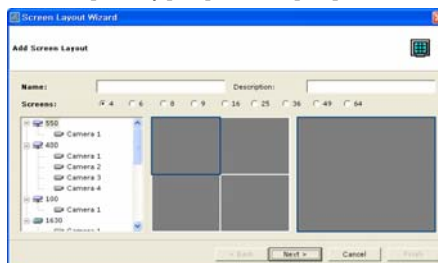 Screen Layout Wizard
Add Screen Layout
Name: Description:
Screens: 4 6 8 9 16 25 36 49 64
550
Camera 1
400
Camera 1
Camera 2
Camera 3
Camera 4
100
Camera 1
1630
Camera 1
< Back Next > Cancel Finish